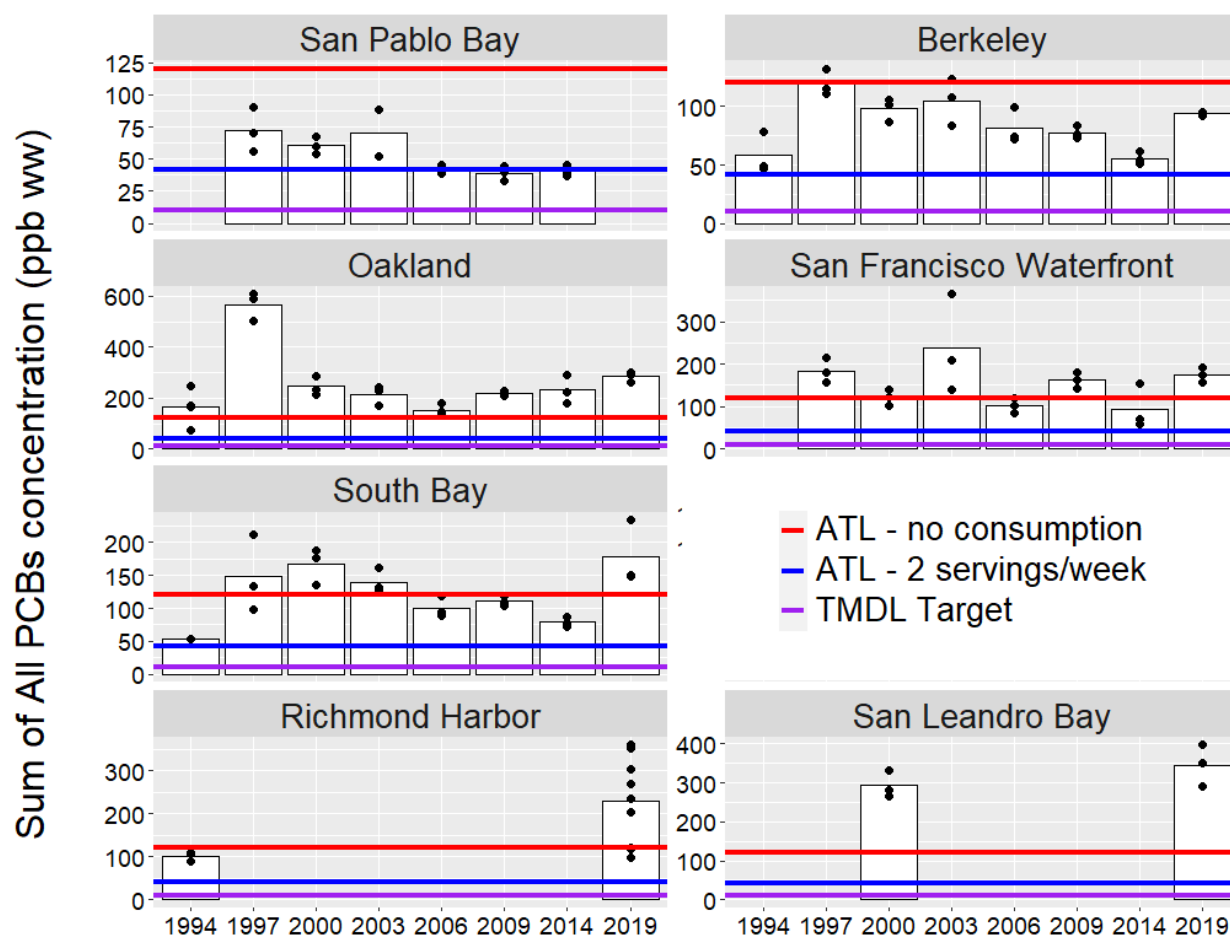 Sum of All PCBs concentration (ppb ww)
San Pablo Bay
125
100
75
50
25
0
Berkeley
100
50
0
Oakland
600
400
200
0
San Francisco Waterfront
300
200
100
0
South Bay
200
150
100
50
0
ATL - no consumption
ATL - 2 servings/week
TMDL Target
Richmond Harbor
300
200
100
0
1994 1997 2000 2003 2006 2009 2014 2019
San Leandro Bay
400
300
200
100
0
1994 1997 2000 2003 2006 2009 2014 2019